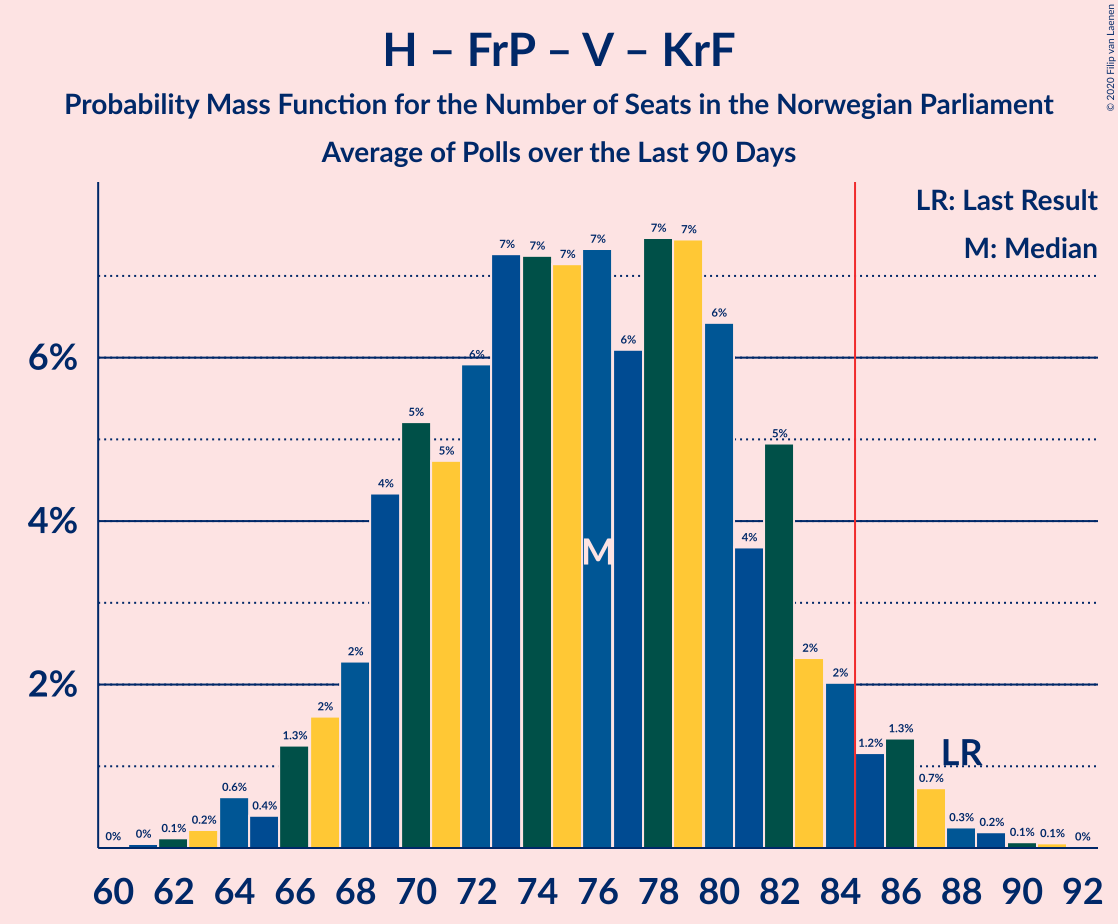 H – FrP – V – KrF
Probability Mass Function for the Number of Seats in the Norwegian Parliament
Average of Polls over the Last 90 Days
© 2020 Filip van Laenen
LR: Last Result
M: Median
6%
4%
2%
0% 0% 0.1% 0.2% 0.6% 0.4% 1.3% 2% 2% 4% 5% 5% 6% 7% 7% 7% 7% 6% 7% 7% 6% 4% 5% 2% 2% 1.2% 1.3% 0.7% 0.3% 0.2% 0.1% 0.1% 0%
M
LR
60 62 64 66 68 70 72 74 76 78 80 82 84 86 88 90 92